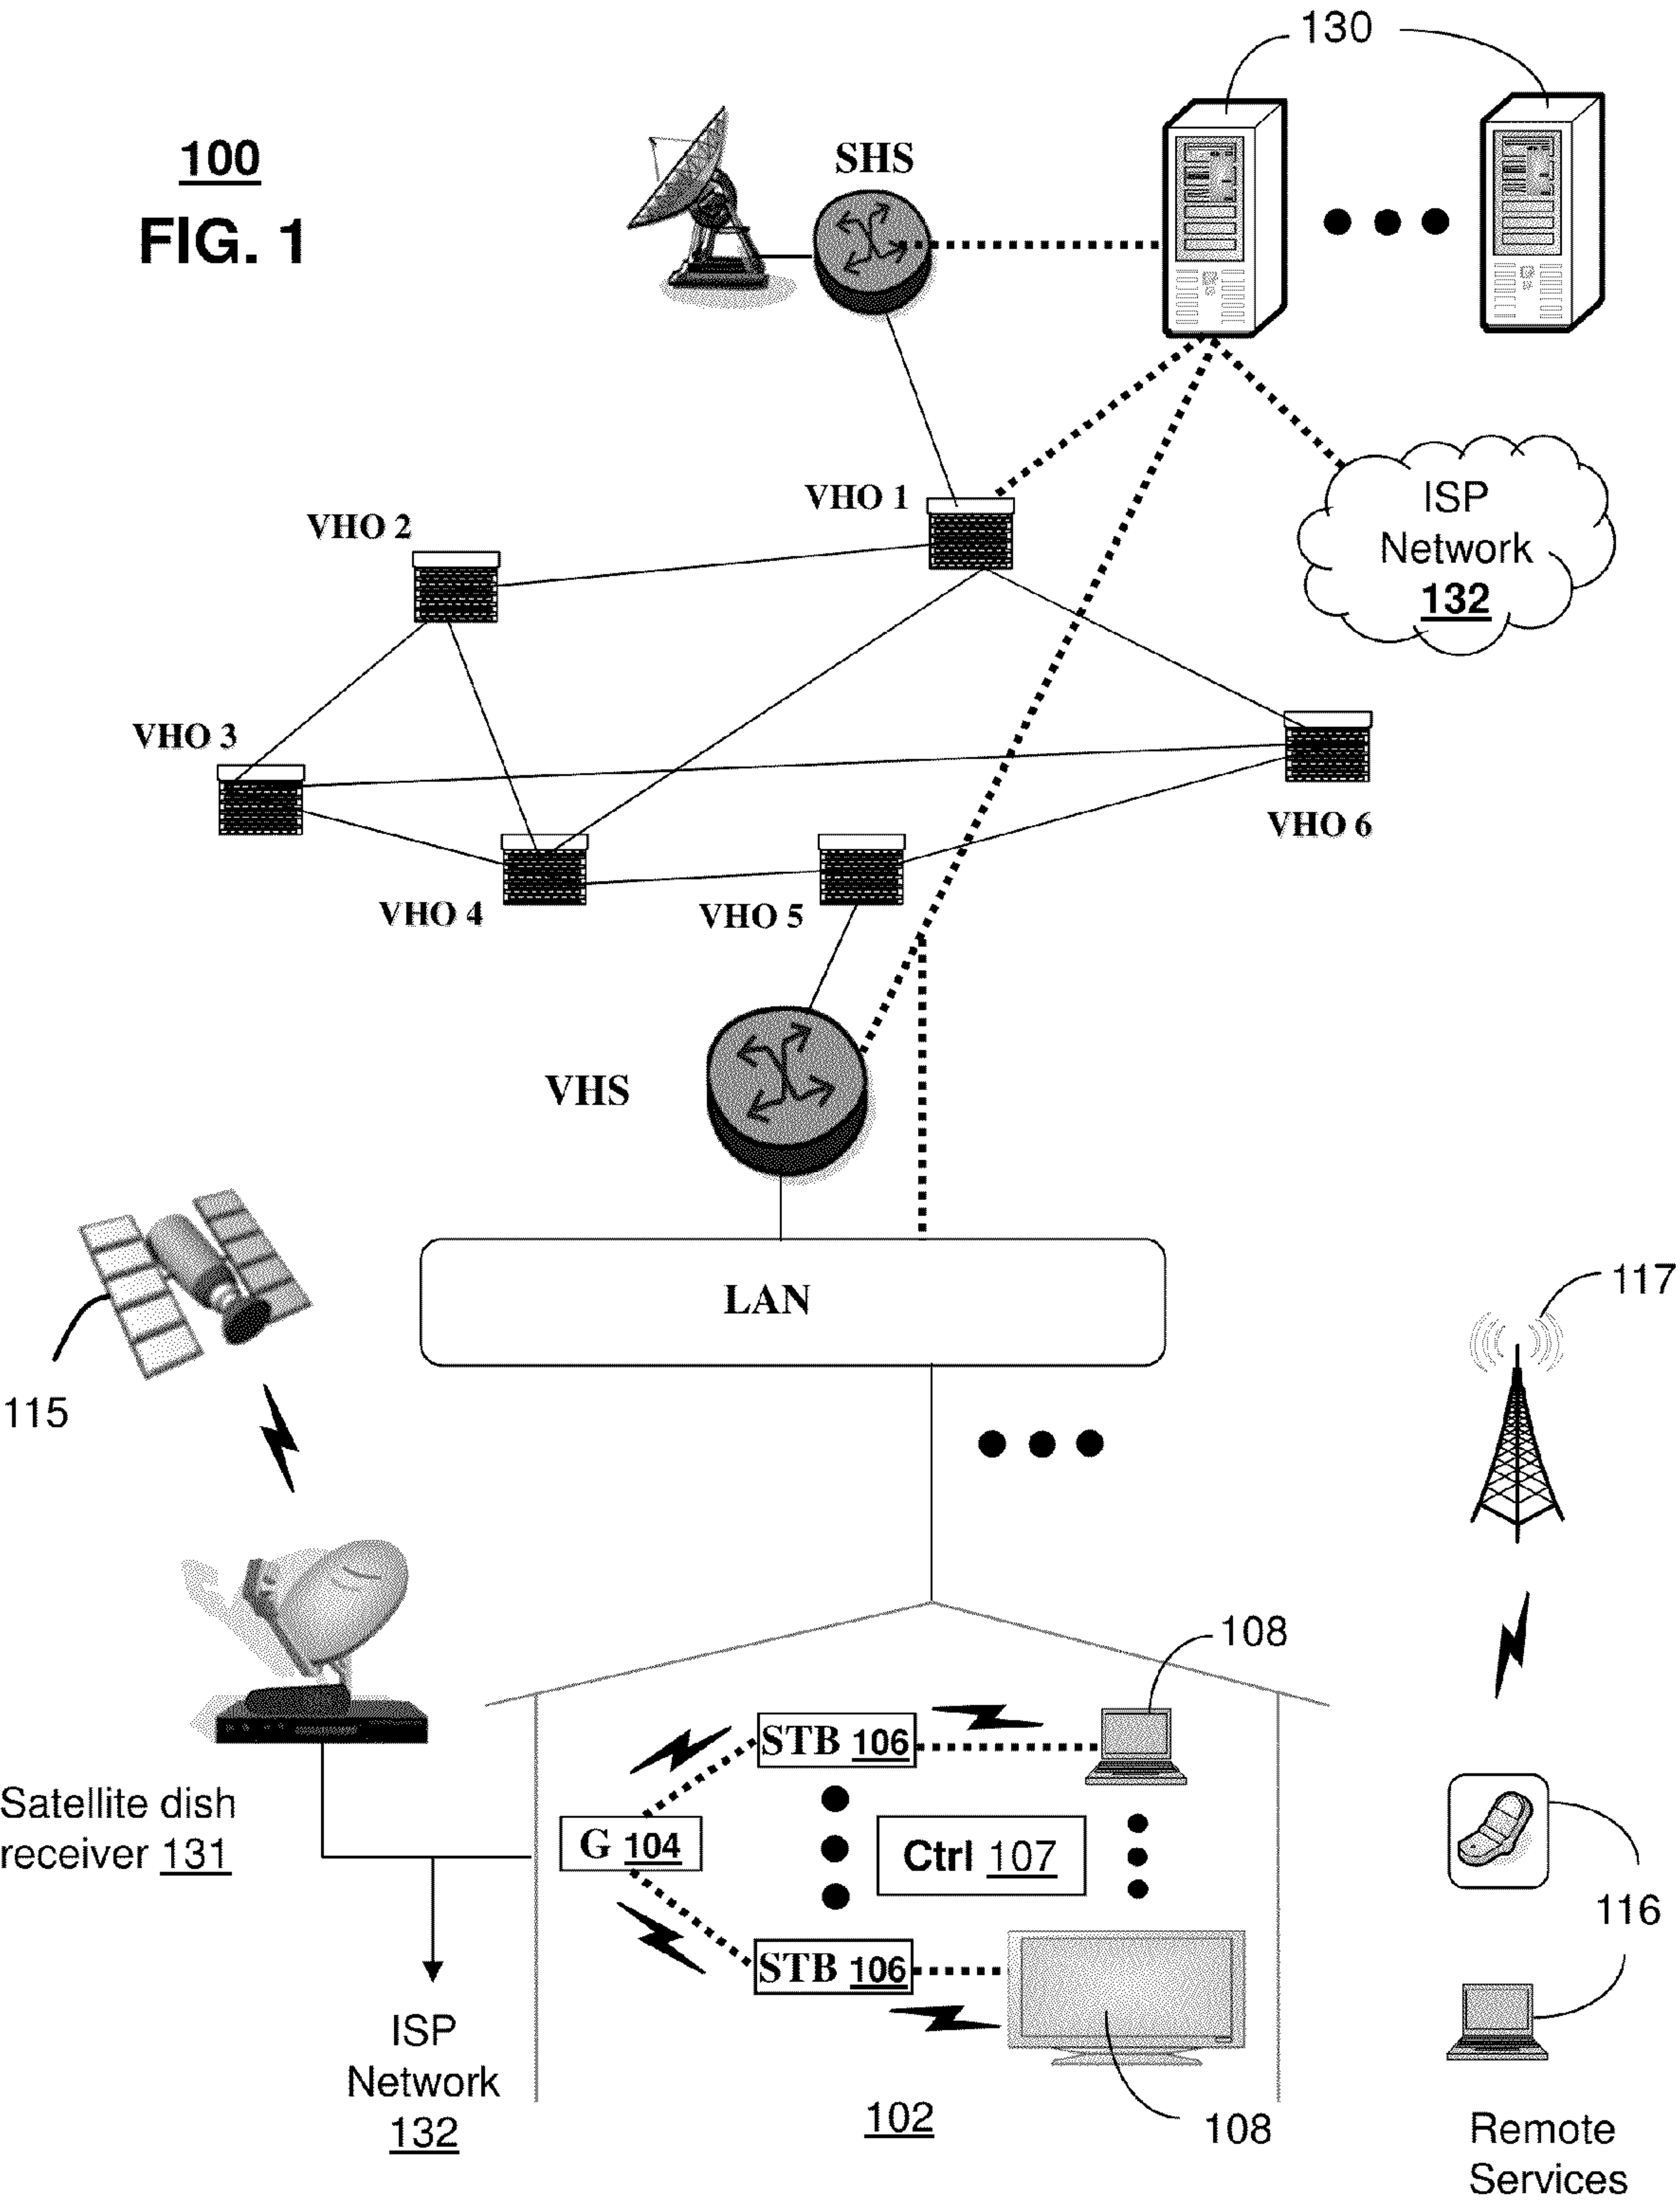 130
100
FIG. 1
SHS
ISP
Network
132
VHO 1
VHO 2
VHO 3
VHO 6
VHO 4
VHO 5
VHS
LAN
117
115
108
STB 106
Satellite dish
receiver 131
G 104
Ctrl 107
116
STB 106
ISP
Network
132
102
108
Remote
Services